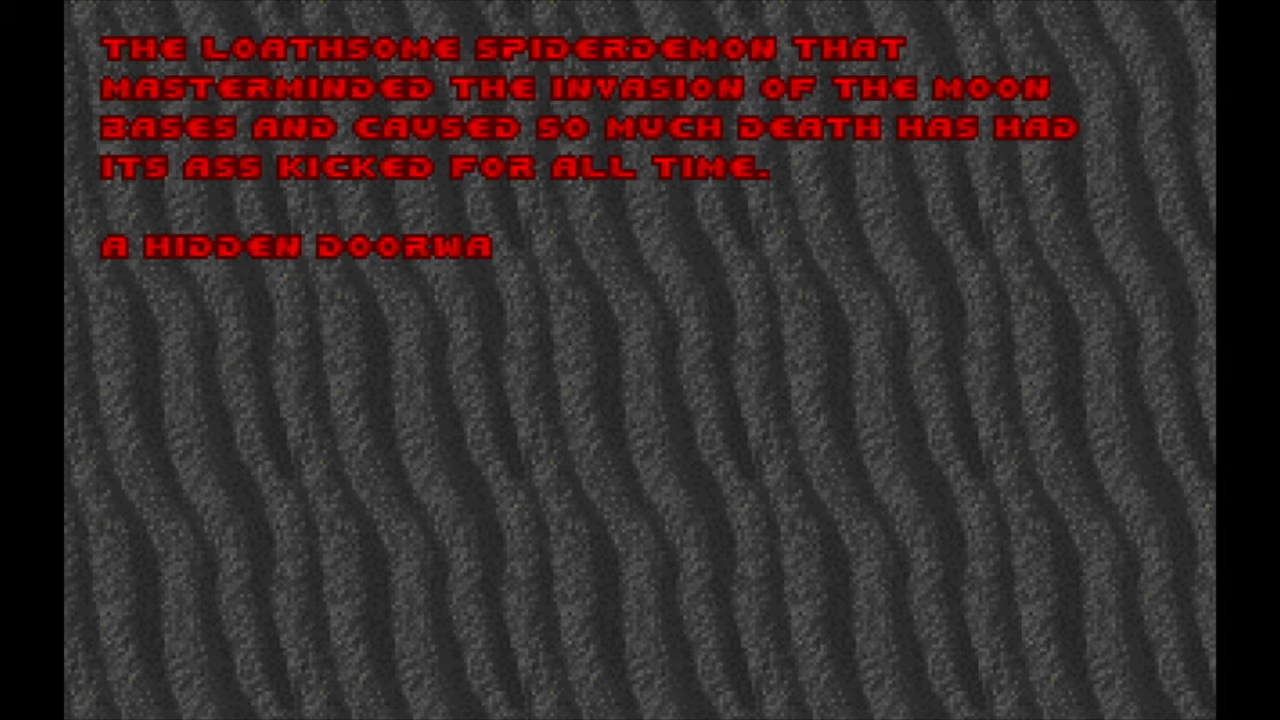 THE LOATHSOME SPIDERDEMON THAT
MASTERMINDED THE INVASION OF THE MOON
BASES AND CAUSED SO MUCH DEATH HAS HAD
ITS ASS KICKED FOR ALL TIME.
A HIDDEN DOORWA